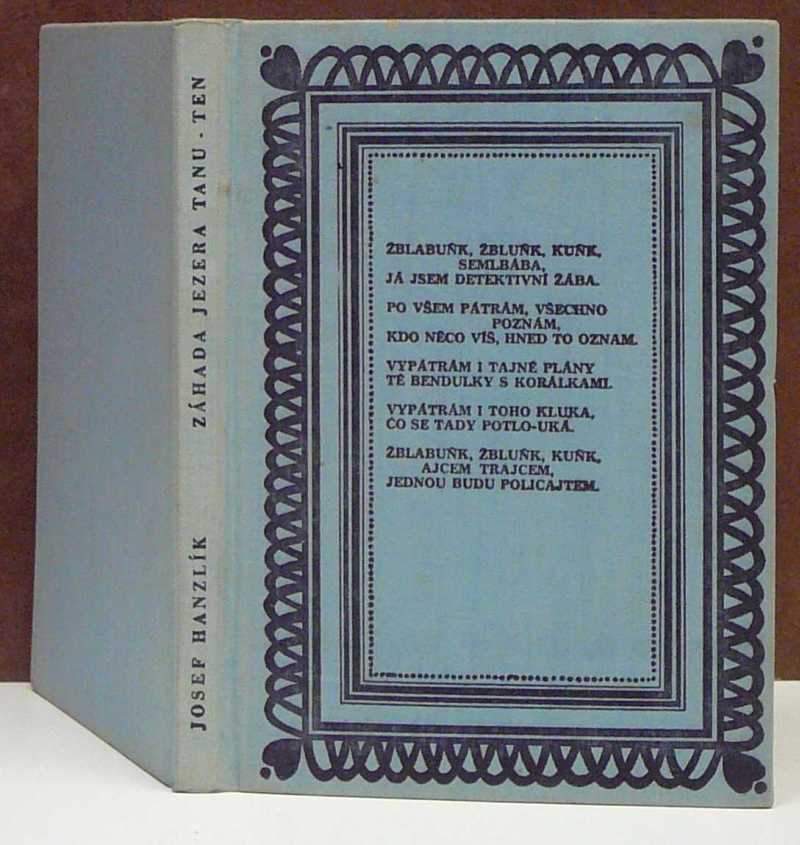 JOSEF HANZLÍK
ZÁHADA JEZERA TANU - TEN
ŽBLABUŇK, ŽBLUŇK, KUŇK,
SEMLBÁBA,
JÁ JSEM DETEKTIVNÍ ŽÁBA.
PO VŠEM PÁTRÁM, VŠECHNO
POZNÁM,
KDO NĚCO VÍŠ, HNED TO OZNAM.
VYPÁTRÁM I TAJNÉ PLÁNY
TÉ BENDULKY S KORÁLKAMI.
VYPÁTRÁM I TOHO KLUKA,
CO SE TADY POTLO-UKÁ.
ŽBLABUŇK, ŽBLUŇK, KUŇK,
AJCEM TRAJCEM,
JEDNOU BUDU POLICAJTEM.